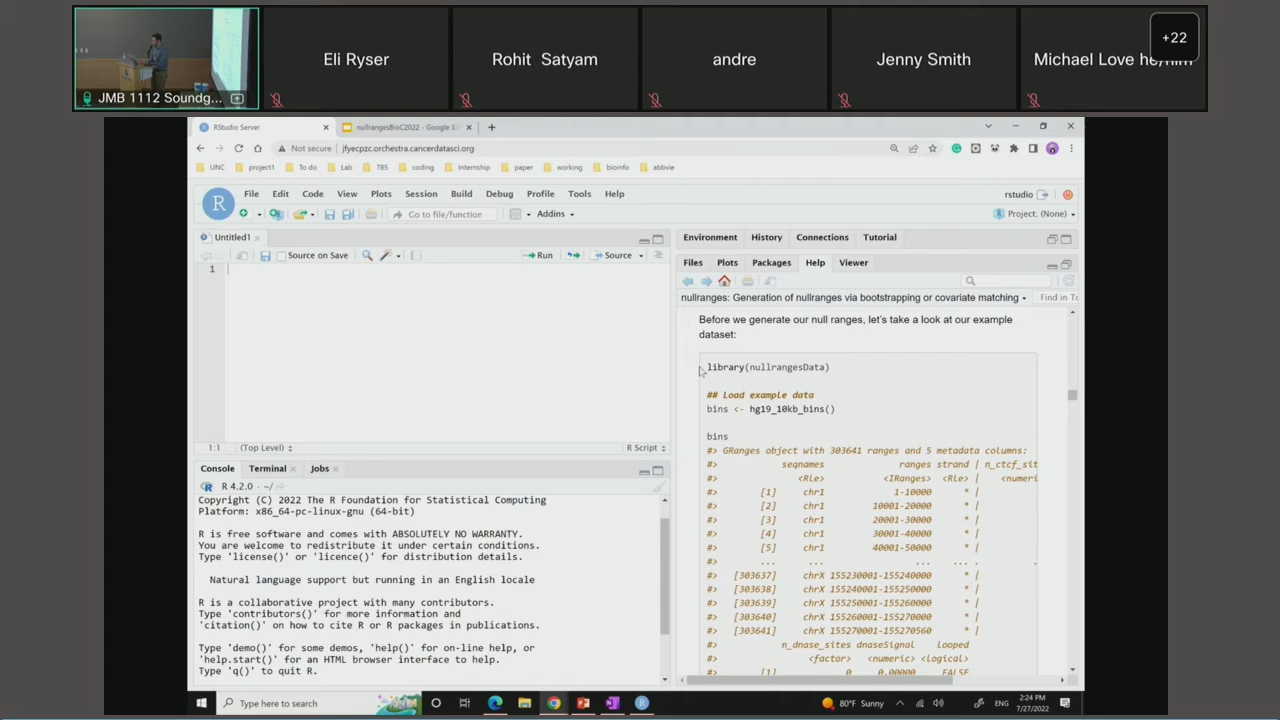 JMB 1112 Soundg...
Eli Ryser
Rohit Satyam
andre
Jenny Smith
Michael Love he/him
+22
RStudio Server
nullrangesBioC2022 - Google Sl
Not secure
jfyecpzc.orchestra.cancerdatasci.org
UNC
project1
To do
Lab
785
coding
Internship
paper
working
bioinfo
abbvie
File Edit Code View Plots Session Build Debug Profile Tools Help
rstudio
Go to file/function
Addins
Project: (None)
Untitled1
Source on Save
Run
Source
1
1:1
(Top Level)
R Script
Console
Terminal
Jobs
R 4.2.0 · ~/
Copyright (C) 2022 The R Foundation for Statistical Computing
Platform: x86_64-pc-linux-gnu (64-bit)
R is free software and comes with ABSOLUTELY NO WARRANTY.
You are welcome to redistribute it under certain conditions.
Type 'license()' or 'licence()' for distribution details.
Natural language support but running in an English locale
R is a collaborative project with many contributors.
Type 'contributors()' for more information and
'citation()' on how to cite R or R packages in publications.
Type 'demo()' for some demos, 'help()' for on-line help, or
'help.start()' for an HTML browser interface to help.
Type 'q()' to quit R.
Environment History Connections Tutorial
Files Plots Packages Help Viewer
nullranges: Generation of nullranges via bootstrapping or covariate matching
Find in To
Before we generate our null ranges, let's take a look at our example
dataset:
library(nullrangesData)
## Load example data
bins <- hg19_10kb_bins()
bins
#> GRanges object with 303641 ranges and 5 metadata columns:
#> seqnames ranges strand | n_ctcf_sit
#> <Rle> <IRanges> <Rle> | <numeri
#> [1] chr1 1-10000 * |
#> [2] chr1 10001-20000 * |
#> [3] chr1 20001-30000 * |
#> [4] chr1 30001-40000 * |
#> [5] chr1 40001-50000 * |
#> ... ... ... ... . .
#> [303637] chrX 155230001-155240000 * |
#> [303638] chrX 155240001-155250000 * |
#> [303639] chrX 155250001-155260000 * |
#> [303640] chrX 155260001-155270000 * |
#> [303641] chrX 155270001-155270560 * |
#> n_dnase_sites dnaseSignal looped
#> <factor> <numeric> <logical>
#> [1] 0 0.00000 FALSE
Type here to search
80°F Sunny
ENG
2:24 PM
7/27/2022